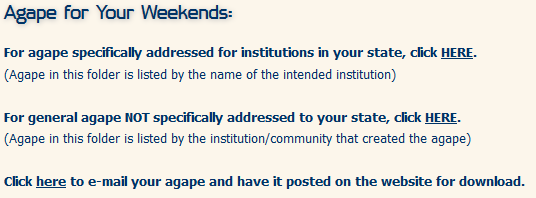 Agape for Your Weekends:
For agape specifically addressed for institutions in your state, click HERE.
(Agape in this folder is listed by the name of the intended institution)
For general agape NOT specifically addressed to your state, click HERE.
(Agape in this folder is listed by the institution/community that created the agape)
Click here to e-mail your agape and have it posted on the website for download.